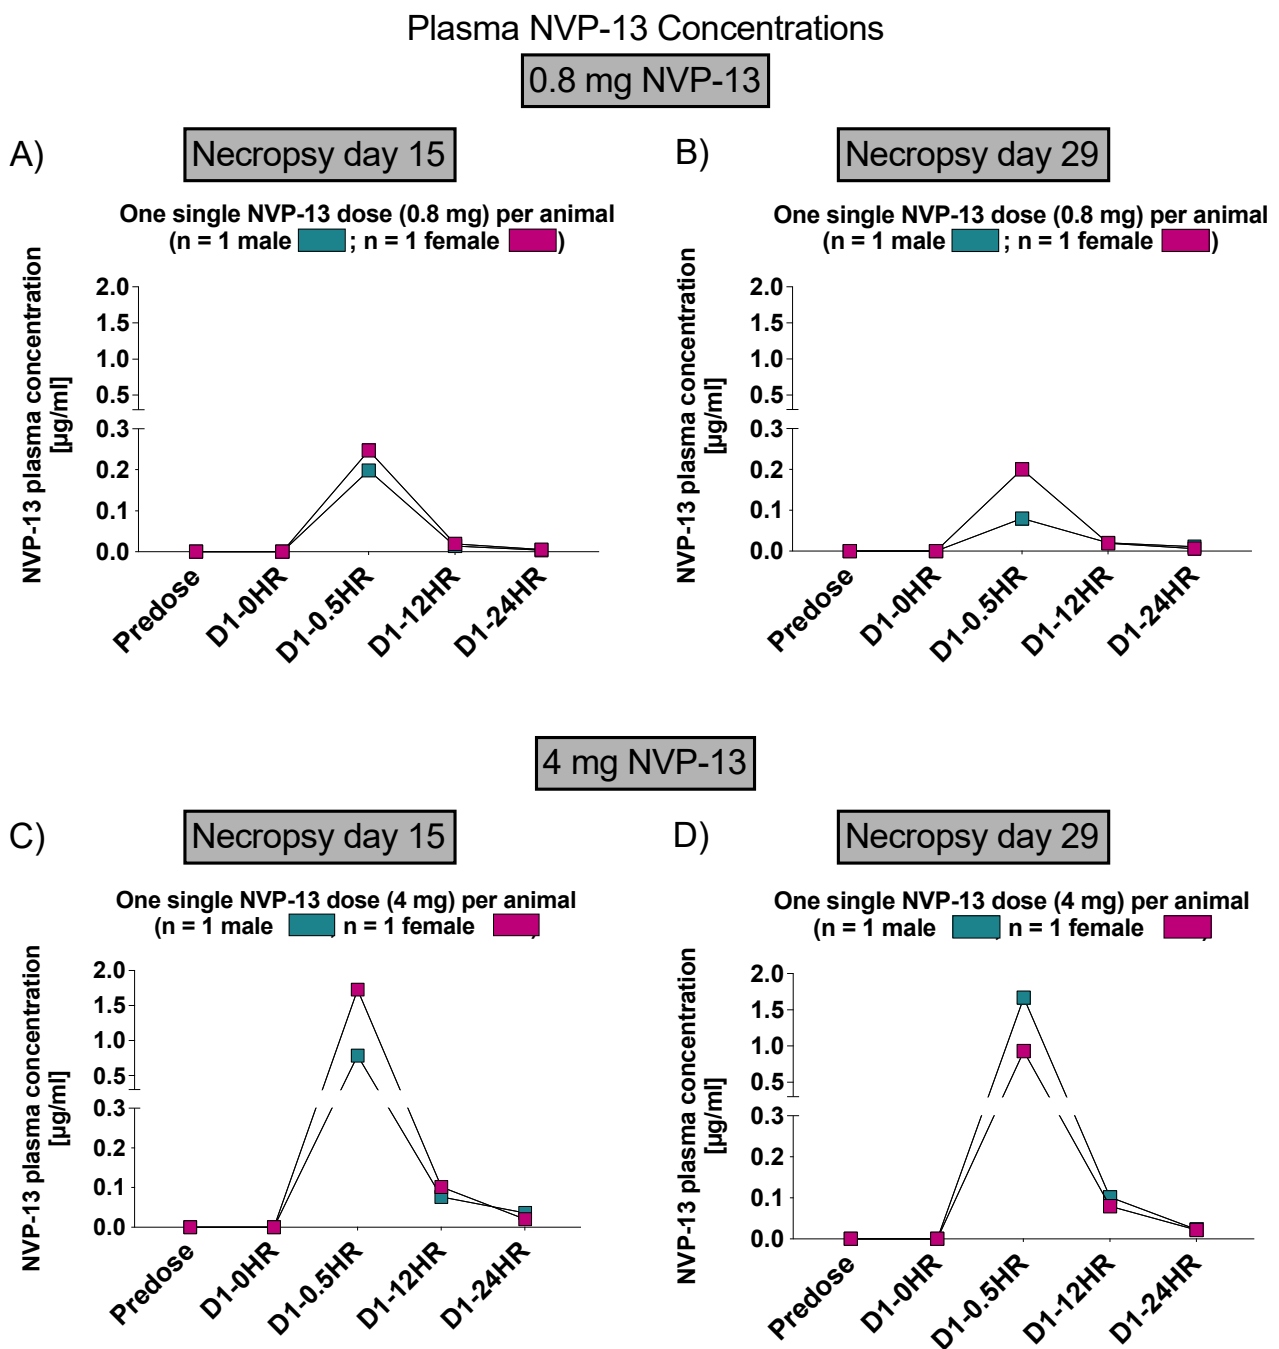 Plasma NVP-13 Concentrations
0.8 mg NVP-13
A)
Necropsy day 15
One single NVP-13 dose (0.8 mg) per animal
(n = 1 male ; n = 1 female )
NVP-13 plasma concentration
[µg/ml]
2.0
1.5
1.0
0.5
0.3
0.2
0.1
0.0
Predose
D1-0HR
D1-0.5HR
D1-12HR
D1-24HR
B)
Necropsy day 29
One single NVP-13 dose (0.8 mg) per animal
(n = 1 male ; n = 1 female )
NVP-13 plasma concentration
[µg/ml]
2.0
1.5
1.0
0.5
0.3
0.2
0.1
0.0
Predose
D1-0HR
D1-0.5HR
D1-12HR
D1-24HR
4 mg NVP-13
C)
Necropsy day 15
One single NVP-13 dose (4 mg) per animal
(n = 1 male n = 1 female )
NVP-13 plasma concentration
[µg/ml]
2.0
1.5
1.0
0.5
0.3
0.2
0.1
0.0
Predose
D1-0HR
D1-0.5HR
D1-12HR
D1-24HR
D)
Necropsy day 29
One single NVP-13 dose (4 mg) per animal
(n = 1 male n = 1 female
NVP-13 plasma concentration
[µg/ml]
2.0
1.5
1.0
0.5
0.3
0.2
0.1
0.0
Predose
D1-0HR
D1-0.5HR
D1-12HR
D1-24HR